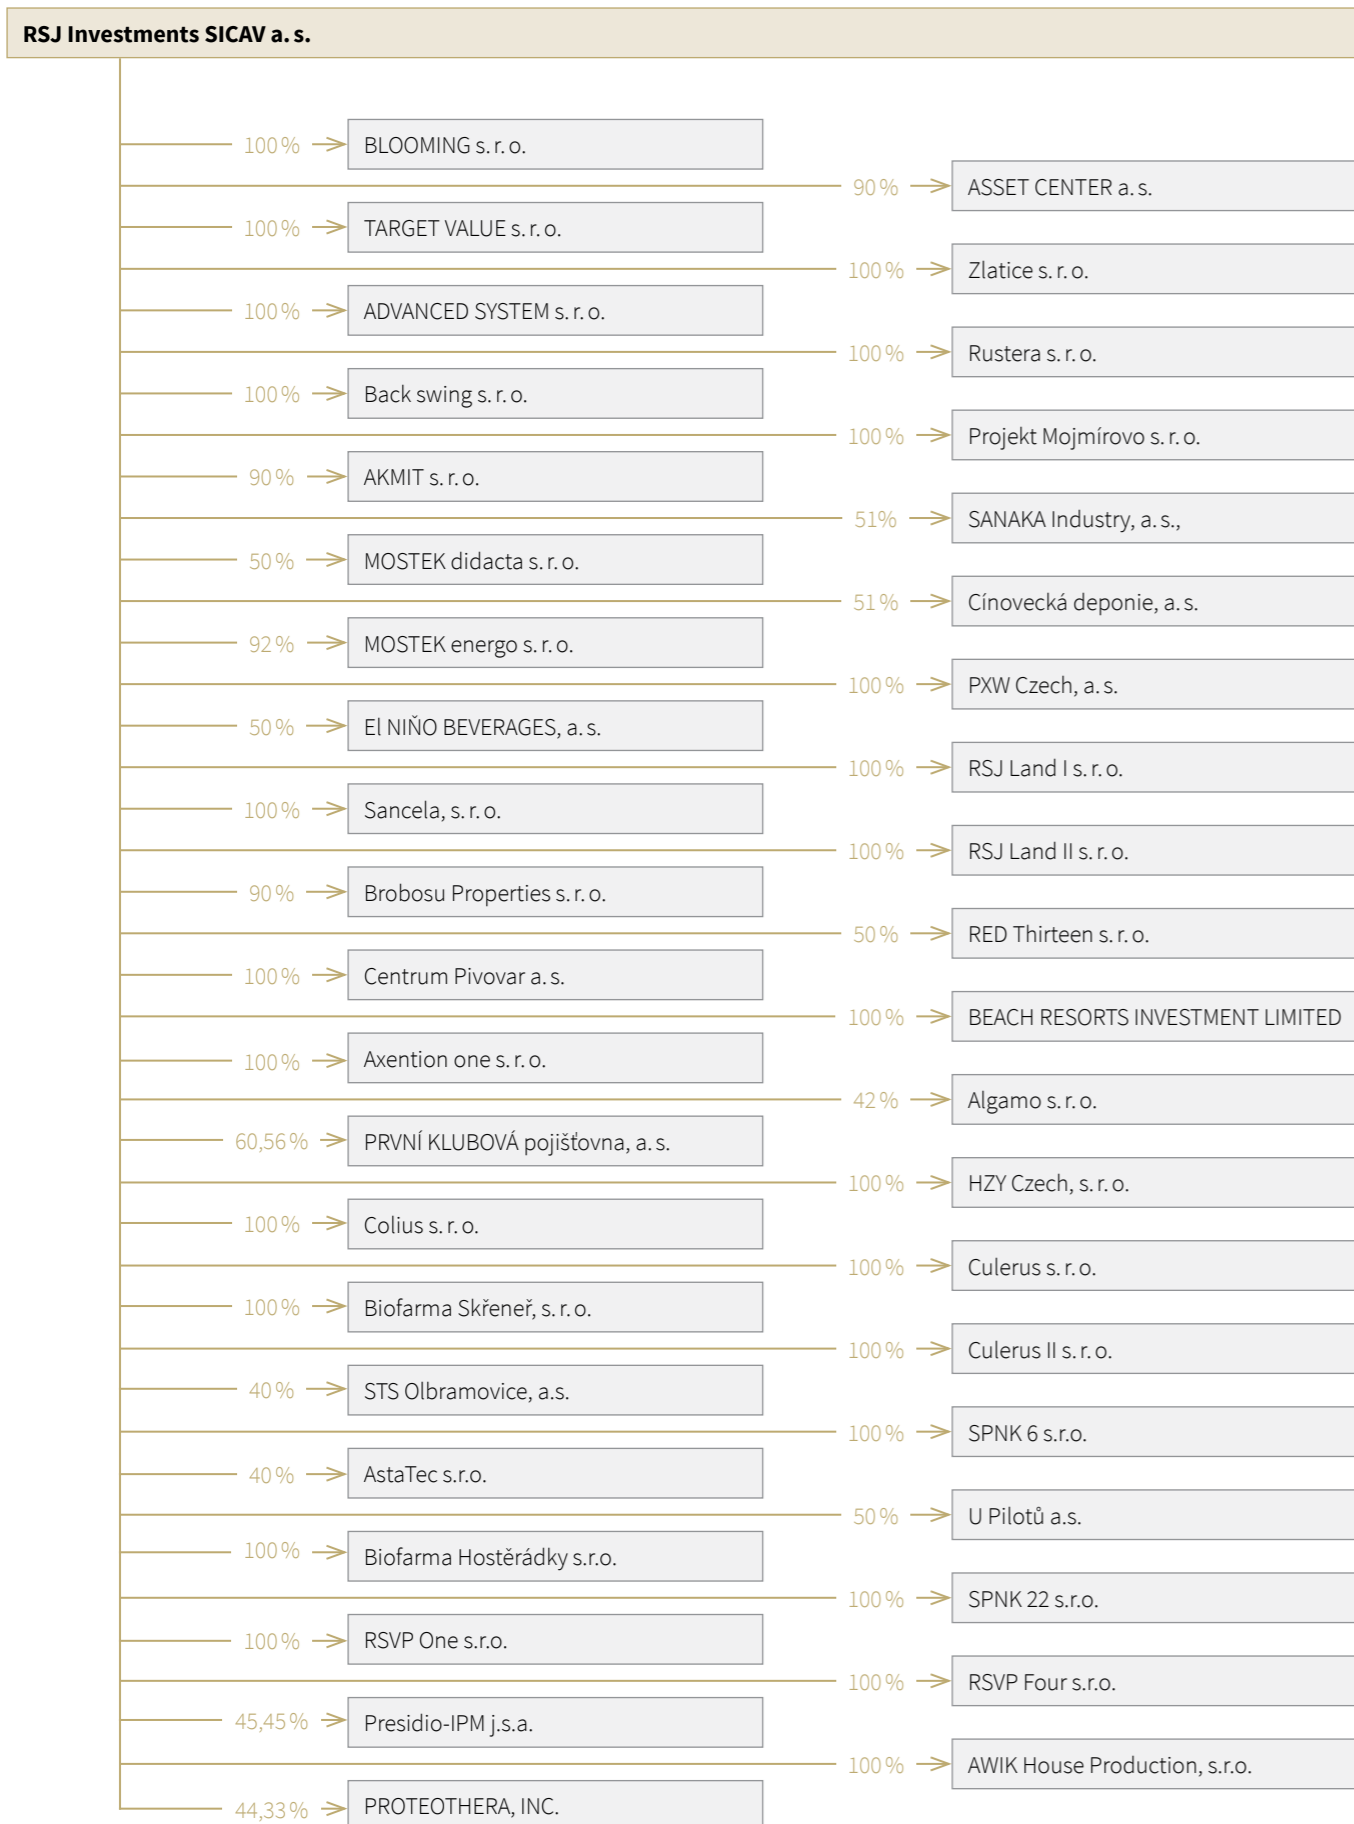 RSJ Investments SICAV a. s.
100 % BLOOMING s. r. o.
90 % ASSET CENTER a. s.
100 % TARGET VALUE s. r. o.
100 % Zlatice s. r. o.
100 % ADVANCED SYSTEM s. r. o.
100 % Rustera s. r. o.
100 % Back swing s. r. o.
100 % Projekt Mojmírovo s. r. o.
90 % AKMIT s. r. o.
51% SANAKA Industry, a. s.,
50 % MOSTEK didacta s. r. o.
51 % Cínovecká deponie, a. s.
92 % MOSTEK energo s. r. o.
100 % PXW Czech, a. s.
50 % El NIŇO BEVERAGES, a. s.
100 % RSJ Land I s. r. o.
100 % Sancela, s. r. o.
100 % RSJ Land II s. r. o.
90 % Brobosu Properties s. r. o.
50 % RED Thirteen s. r. o.
100 % Centrum Pivovar a. s.
100 % BEACH RESORTS INVESTMENT LIMITED
100 % Axention one s. r. o.
42 % Algamo s. r. o.
60,56 % PRVNÍ KLUBOVÁ pojišťovna, a. s.
100 % HZY Czech, s. r. o.
100 % Colius s. r. o.
100 % Culerus s. r. o.
100 % Biofarma Skřeneř, s. r. o.
100 % Culerus II s. r. o.
40 % STS Olbramovice, a.s.
100 % SPNK 6 s.r.o.
40 % AstaTec s.r.o.
50 % U Pilotů a.s.
100 % Biofarma Hostěrádky s.r.o.
100 % SPNK 22 s.r.o.
100 % RSVP One s.r.o.
100 % RSVP Four s.r.o.
45,45 % Presidio-IPM j.s.a.
100 % AWIK House Production, s.r.o.
44,33 % PROTEOTHERA, INC.